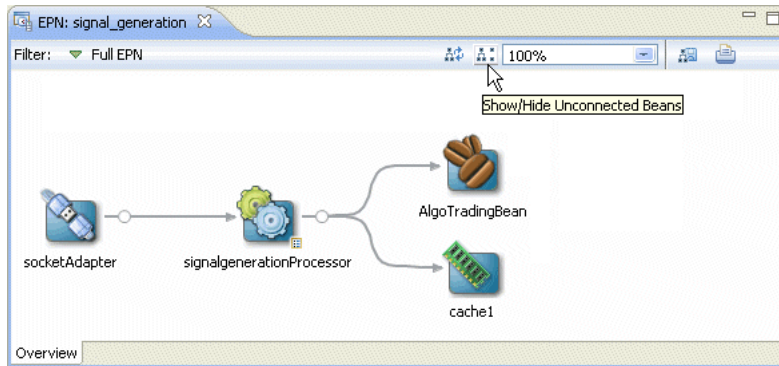 EPN: signal_generation
Filter: Full EPN 100%
Show/Hide Unconnected Beans
AlgoTradingBean
socketAdapter signalgenerationProcessor
cache1
Overview